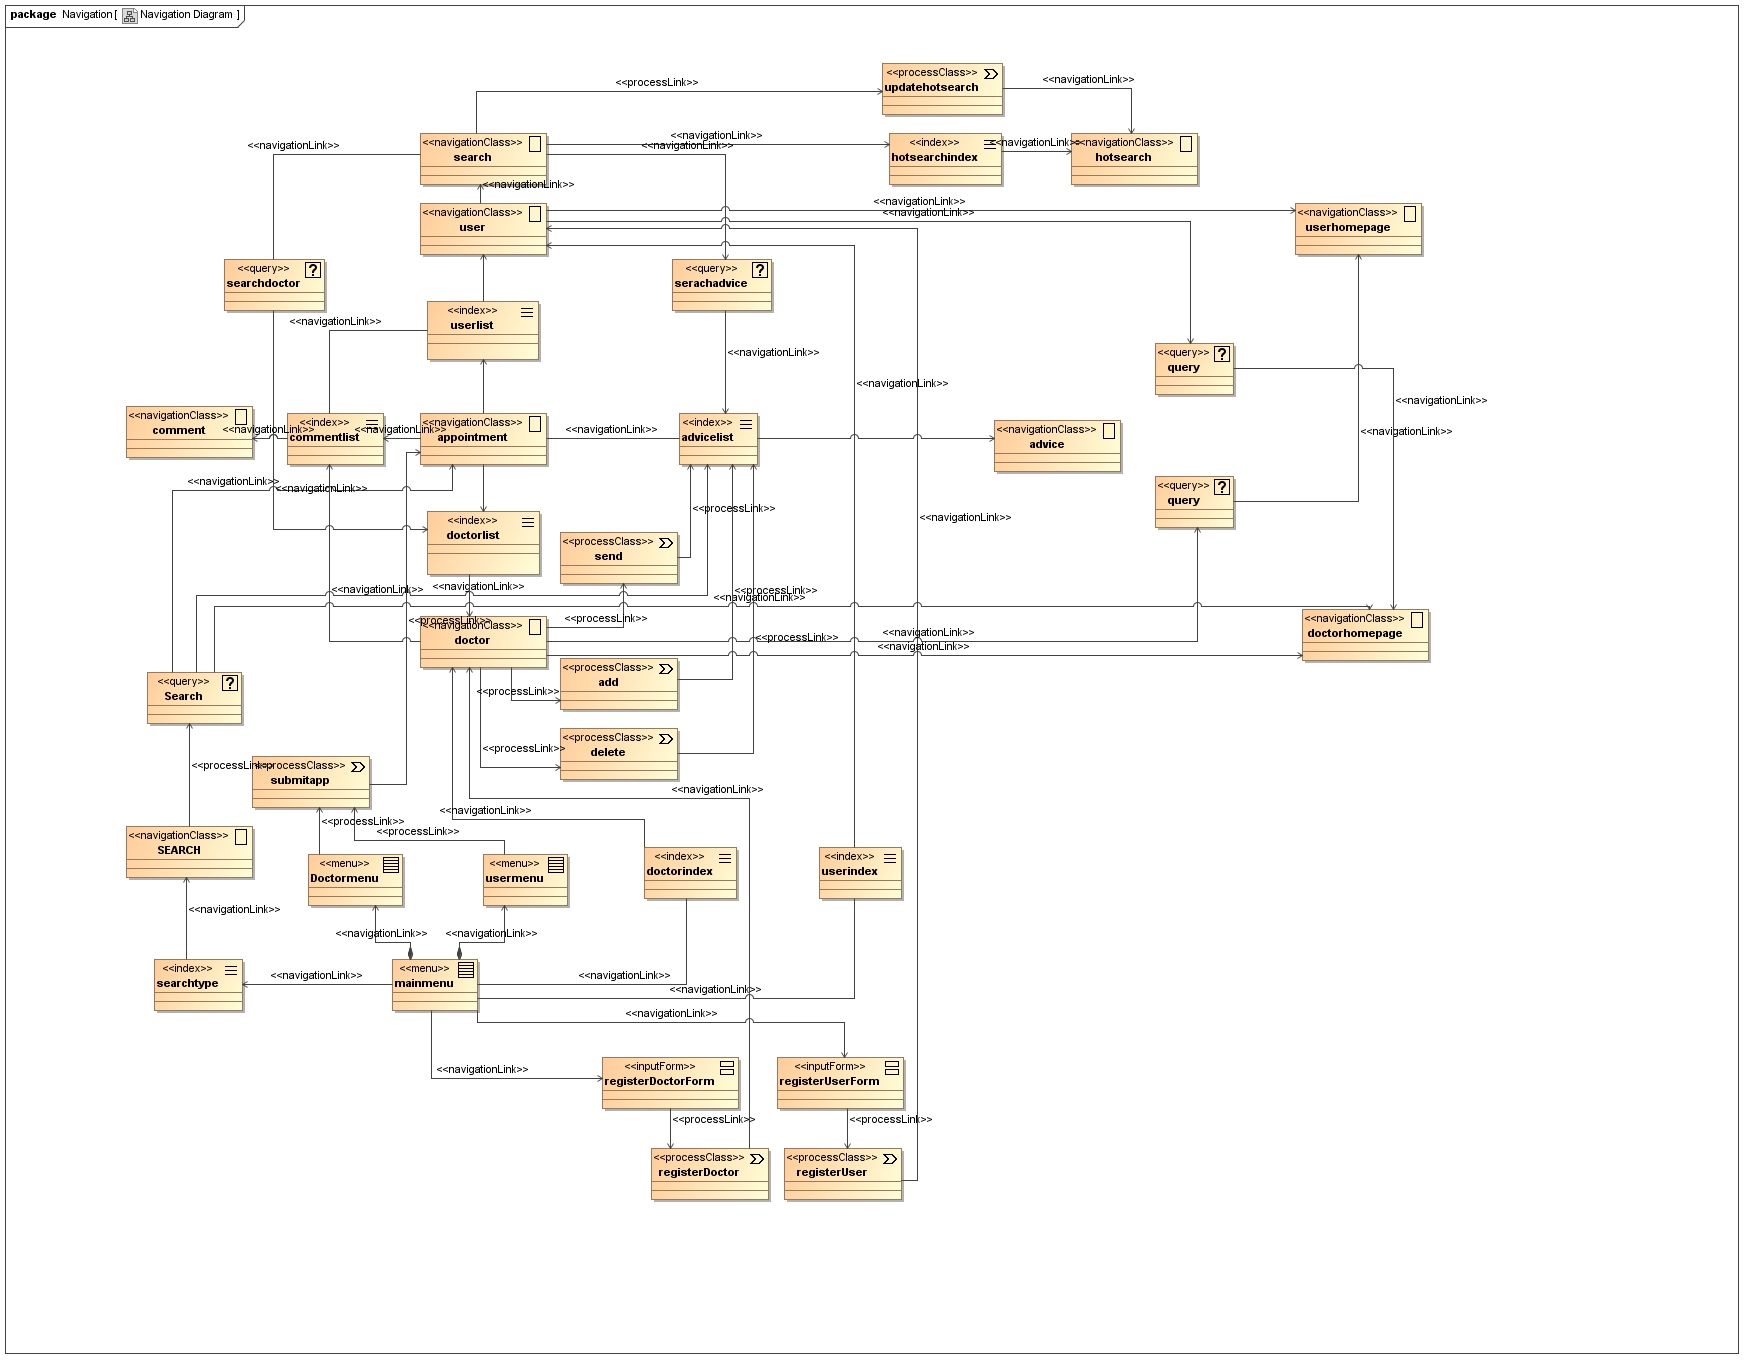 package Navigation [ Navigation Diagram ]
<<processLink>>
<<processClass>>
updatehotsearch
<<navigationLink>>
<<navigationLink>>
<<navigationClass>>
search
<<navigationLink>>
<<navigationLink>>
<<index>>
hotsearchindex
<<navigationLink>>
<<navigationClass>>
hotsearch
<<navigationLink>>
<<navigationClass>>
user
<<navigationLink>>
<<navigationLink>>
<<navigationClass>>
userhomepage
<<query>>
searchdoctor
<<query>>
serachadvice
<<navigationLink>>
<<index>>
userlist
<<navigationLink>>
<<query>>
query
<<navigationLink>>
<<navigationLink>>
<<navigationClass>>
comment
<<navigationLink>>
<<index>>
commentlist
<<navigationLink>>
<<navigationClass>>
appointment
<<navigationLink>>
<<index>>
advicelist
<<navigationClass>>
advice
<<navigationLink>>
<<navigationLink>>
<<navigationLink>>
<<query>>
query
<<processLink>>
<<navigationLink>>
<<index>>
doctorlist
<<processClass>>
send
<<navigationLink>>
<<navigationLink>>
<<processLink>>
<<navigationLink>>
<<processLink>>
<<navigationClass>>
doctor
<<processLink>>
<<processLink>>
<<navigationLink>>
<<navigationLink>>
<<navigationClass>>
doctorhomepage
<<query>>
Search
<<processClass>>
add
<<processLink>>
<<processClass>>
delete
<<processLink>>
<<processLink>>
<<processClass>>
submitapp
<<navigationLink>>
<<navigationLink>>
<<processLink>>
<<processLink>>
<<navigationClass>>
SEARCH
<<menu>>
Doctormenu
<<menu>>
usermenu
<<index>>
doctorindex
<<index>>
userindex
<<navigationLink>>
<<navigationLink>>
<<navigationLink>>
<<index>>
searchtype
<<navigationLink>>
<<menu>>
mainmenu
<<navigationLink>>
<<navigationLink>>
<<navigationLink>>
<<navigationLink>>
<<inputForm>>
registerDoctorForm
<<inputForm>>
registerUserForm
<<processLink>>
<<processLink>>
<<processClass>>
registerDoctor
<<processClass>>
registerUser